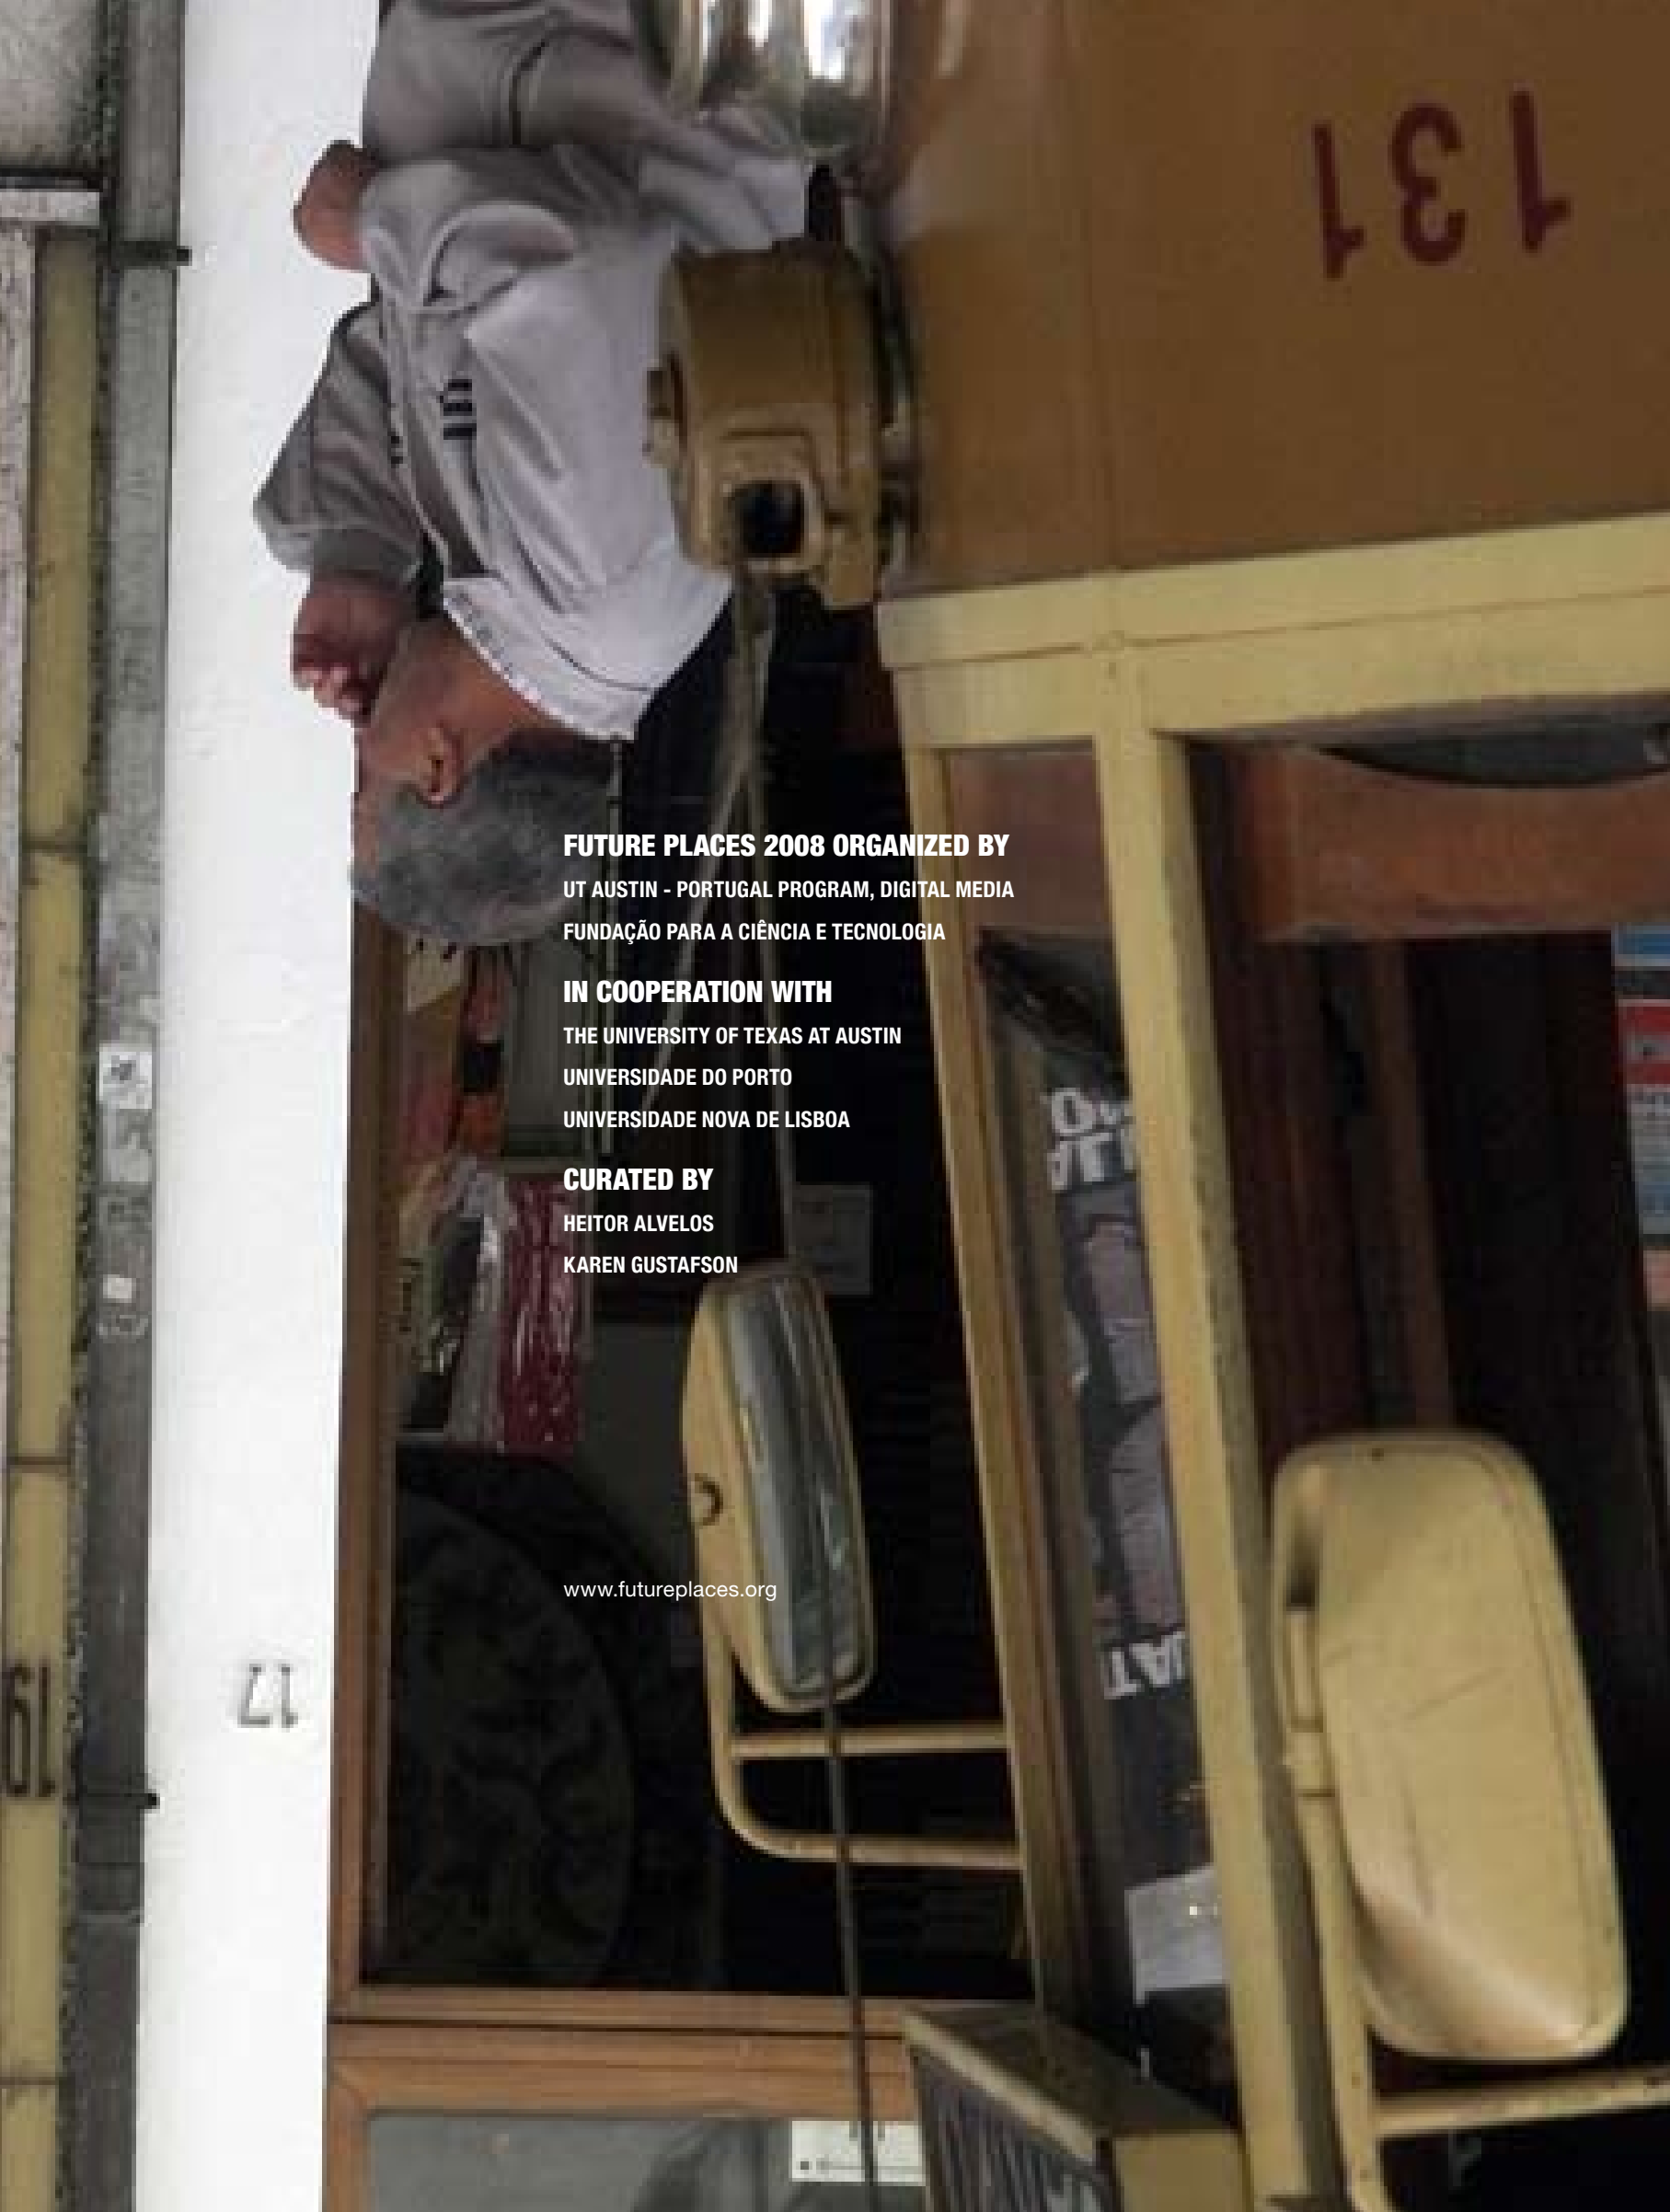 131
FUTURE PLACES 2008 ORGANIZED BY
UT AUSTIN - PORTUGAL PROGRAM, DIGITAL MEDIA
FUNDAÇÃO PARA A CIÊNCIA E TECNOLOGIA
IN COOPERATION WITH
THE UNIVERSITY OF TEXAS AT AUSTIN
UNIVERSIDADE DO PORTO
UNIVERSIDADE NOVA DE LISBOA
CURATED BY
HEITOR ALVELOS
KAREN GUSTAFSON
www.futureplaces.org
17